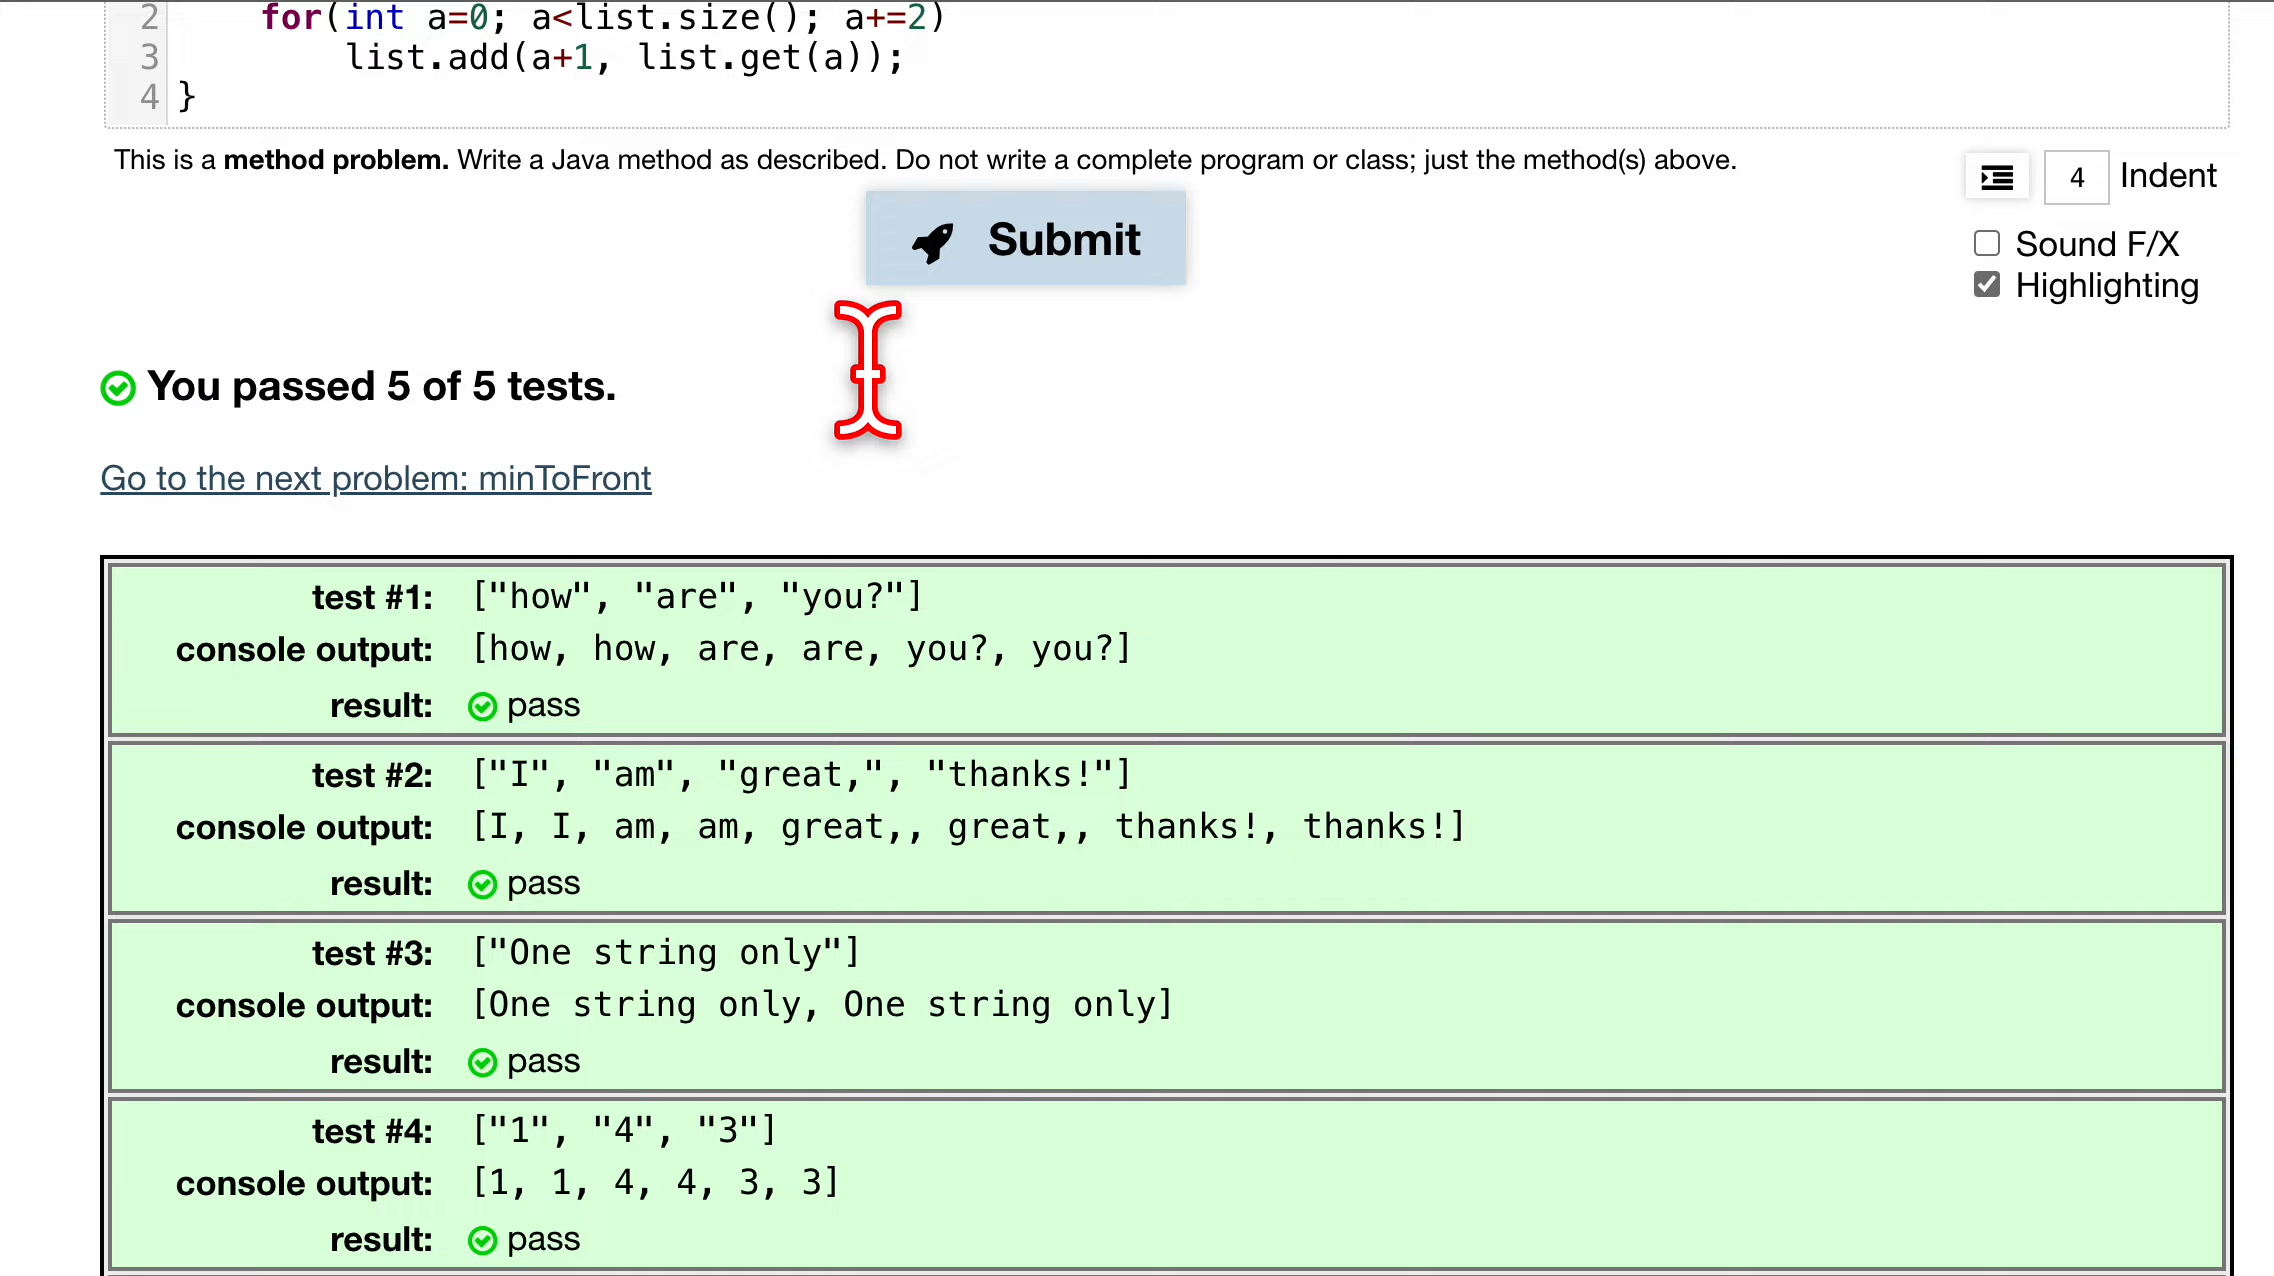 2 for(int a=0; a<list.size(); a+=2)
3 list.add(a+1, list.get(a));
4 }
This is a method problem. Write a Java method as described. Do not write a complete program or class; just the method(s) above.
4 Indent
Submit
Sound F/X
Highlighting
You passed 5 of 5 tests.
Go to the next problem: minToFront
test #1: ["how", "are", "you?"]
console output: [how, how, are, are, you?, you?]
result: pass
test #2: ["I", "am", "great,", "thanks!"]
console output: [I, I, am, am, great,, great,, thanks!, thanks!]
result: pass
test #3: ["One string only"]
console output: [One string only, One string only]
result: pass
test #4: ["1", "4", "3"]
console output: [1, 1, 4, 4, 3, 3]
result: pass